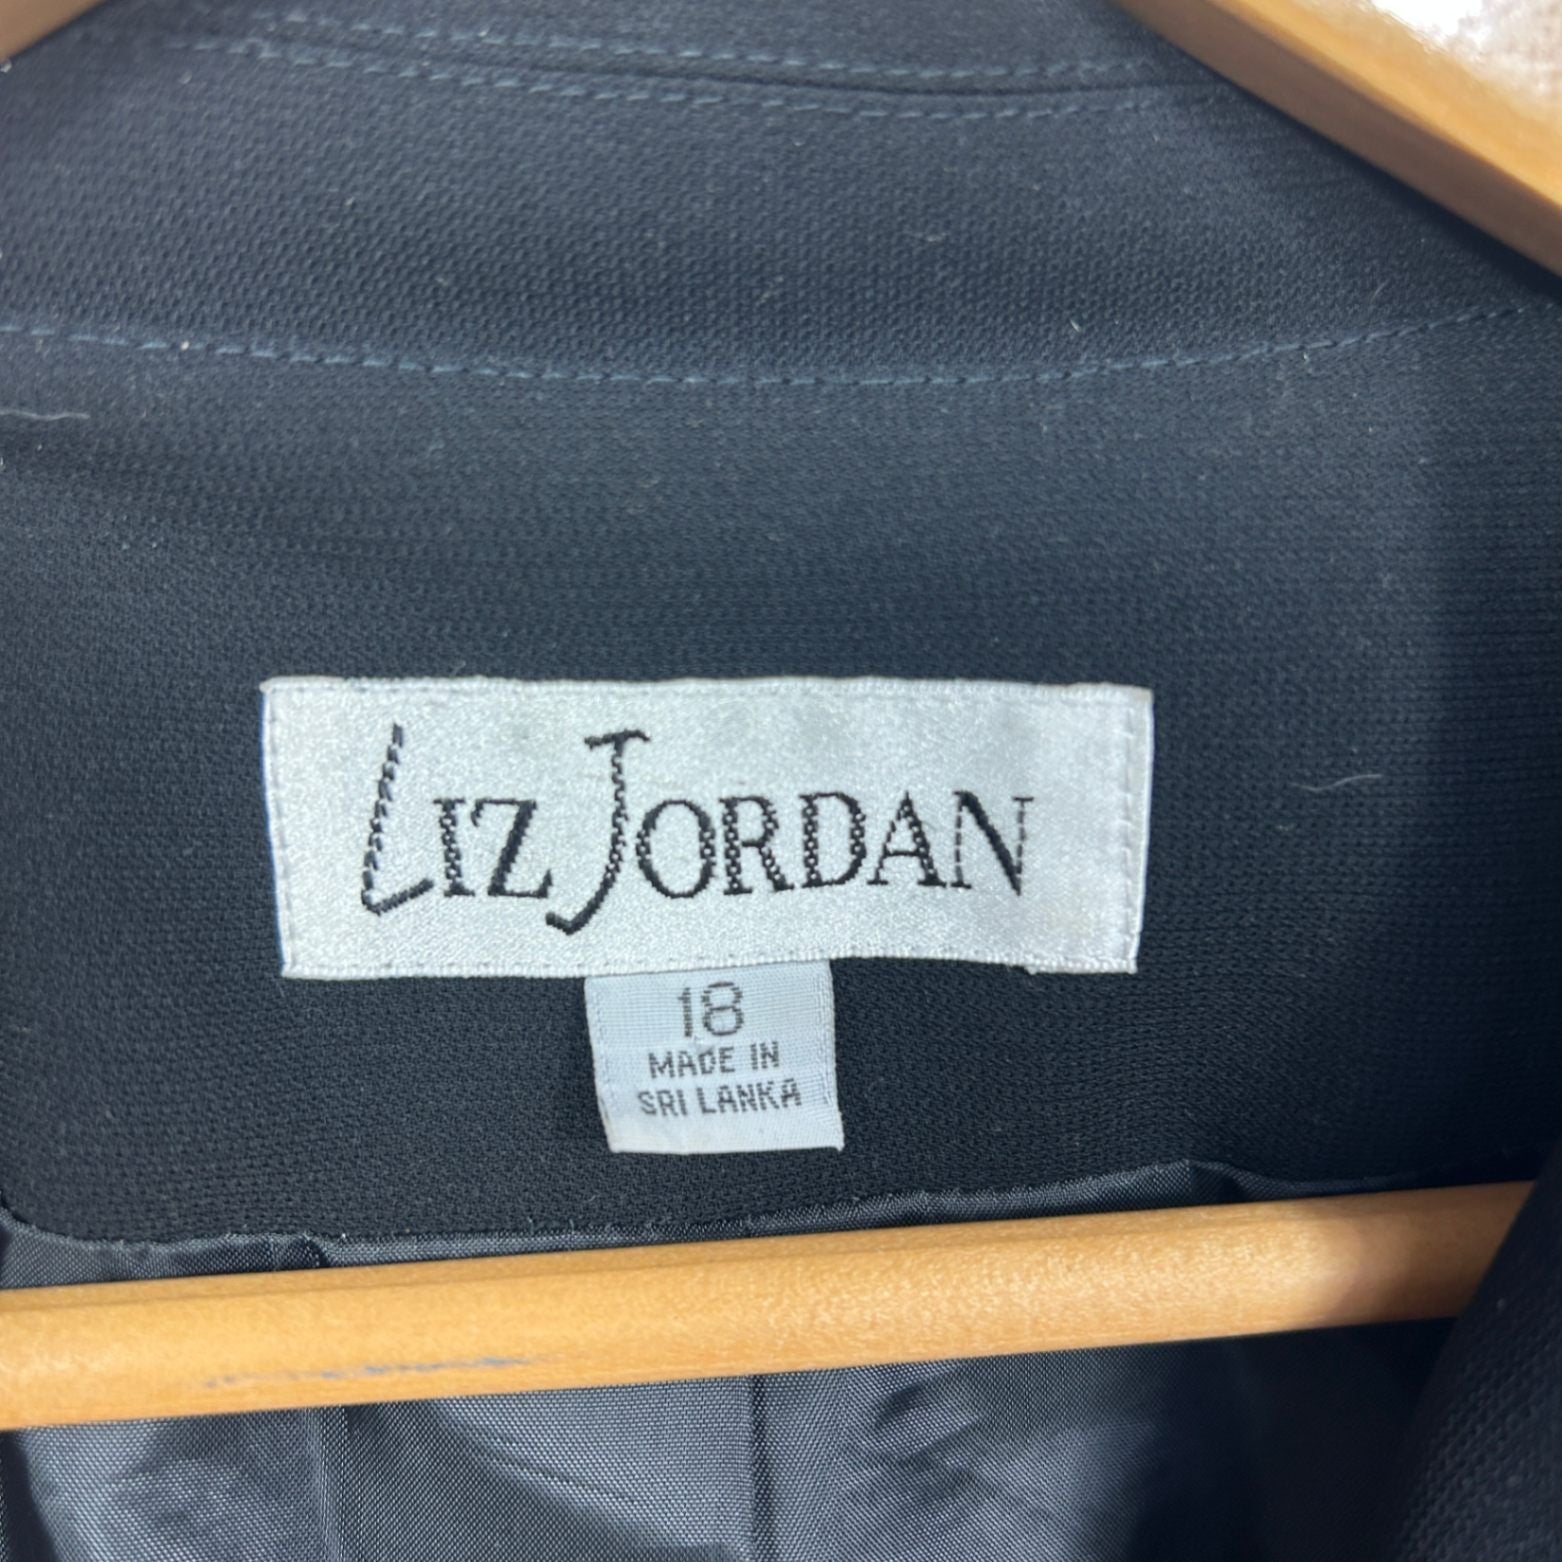 LIZ JORDAN
18
MADE IN
SRI LANKA